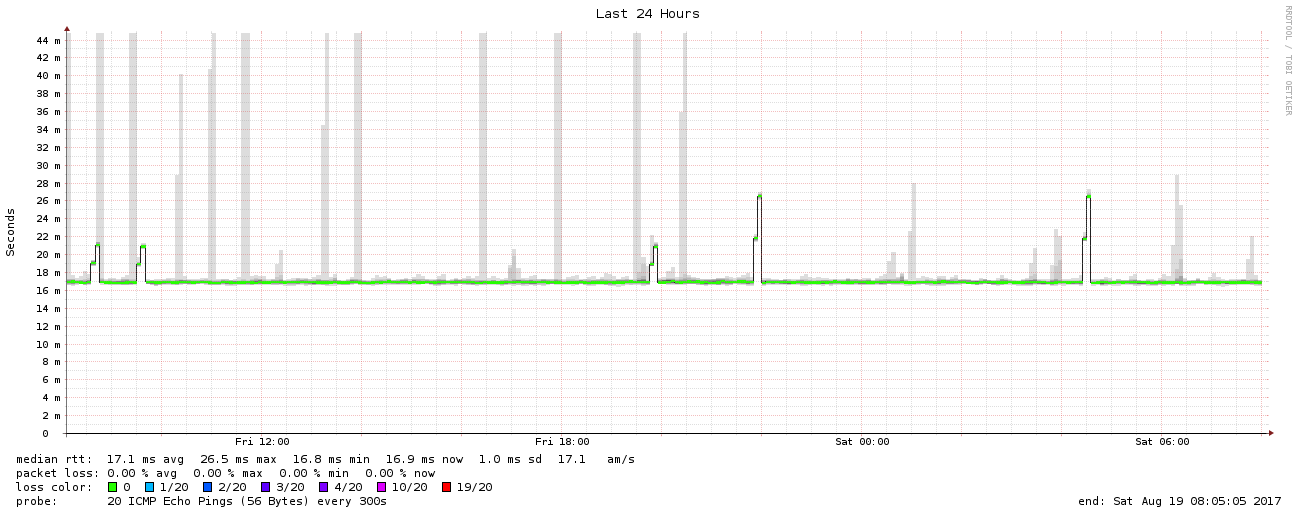 Last 24 Hours
RRDTOOL / TOBI OETIKER
Seconds
44 m
42 m
40 m
38 m
36 m
34 m
32 m
30 m
28 m
26 m
24 m
22 m
20 m
18 m
16 m
14 m
12 m
10 m
8 m
6 m
4 m
2 m
0
Fri 12:00 Fri 18:00 Sat 00:00 Sat 06:00
median rtt: 17.1 ms avg 26.5 ms max 16.8 ms min 16.9 ms now 1.0 ms sd 17.1 am/s
packet loss: 0.00 % avg 0.00 % max 0.00 % min 0.00 % now
loss color: 0 1/20 2/20 3/20 4/20 10/20 19/20
probe: 20 ICMP Echo Pings (56 Bytes) every 300s end: Sat Aug 19 08:05:05 2017